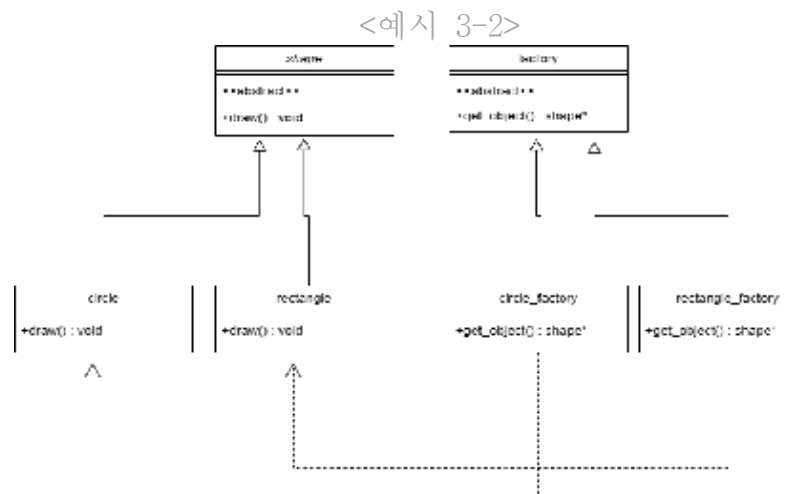 <예시 3-2>
shape
factory
**abstract**
+draw() : void
**abstract**
+get_object() : shape*
circle
+draw() : void
rectangle
+draw() : void
circle_factory
+get_object() : shape*
rectangle_factory
+get_object() : shape*